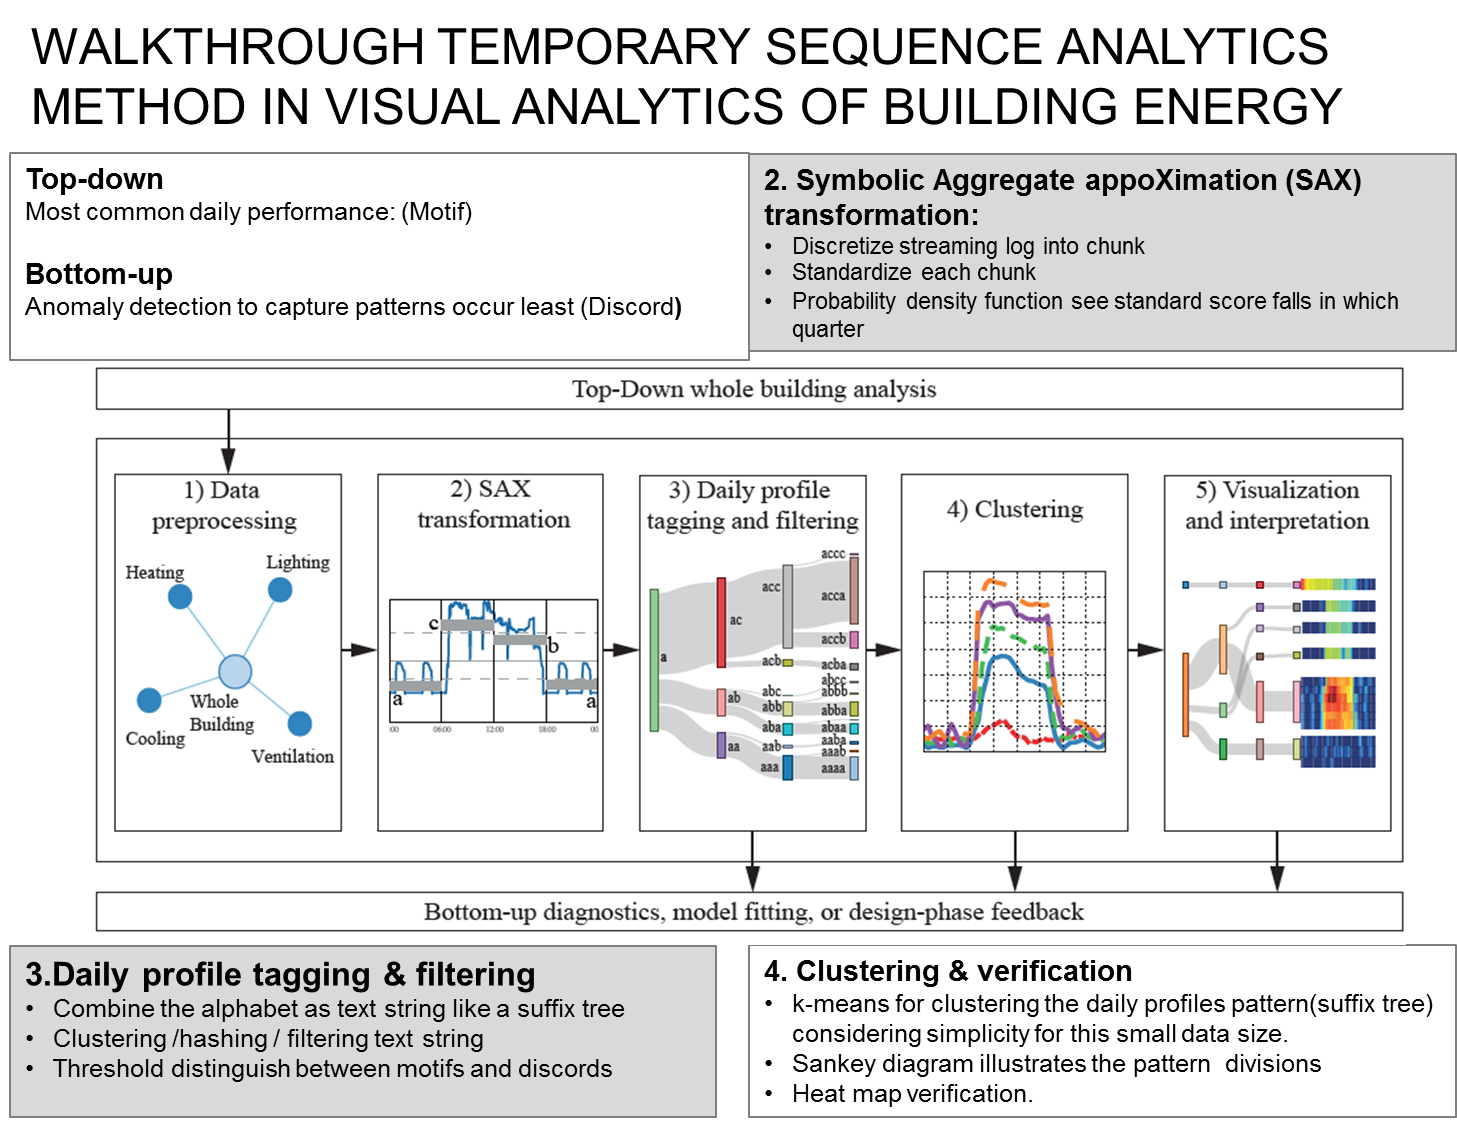 WALKTHROUGH TEMPORARY SEQUENCE ANALYTICS
METHOD IN VISUAL ANALYTICS OF BUILDING ENERGY
Top-down
Most common daily performance: (Motif)
Bottom-up
Anomaly detection to capture patterns occur least (Discord)
2. Symbolic Aggregate appoXimation (SAX)
transformation:
• Discretize streaming log into chunk
• Standardize each chunk
• Probability density function see standard score falls in which
quarter
Top-Down whole building analysis
1) Data
preprocessing
Heating
Lighting
Whole
Building
Cooling
Ventilation
2) SAX
transformation
c
b
a
a
:00 06:00 12:00 18:00 00
3) Daily profile
tagging and filtering
a
ac
ab
aa
acc
acb
abc
abb
aba
aab
aaa
accc
acca
accb
acba
abcc
abbb
abba
abaa
aaba
aaab
aaaa
4) Clustering
5) Visualization
and interpretation
Bottom-up diagnostics, model fitting, or design-phase feedback
3.Daily profile tagging & filtering
• Combine the alphabet as text string like a suffix tree
• Clustering /hashing / filtering text string
• Threshold distinguish between motifs and discords
4. Clustering & verification
• k-means for clustering the daily profiles pattern(suffix tree)
considering simplicity for this small data size.
• Sankey diagram illustrates the pattern divisions
• Heat map verification.